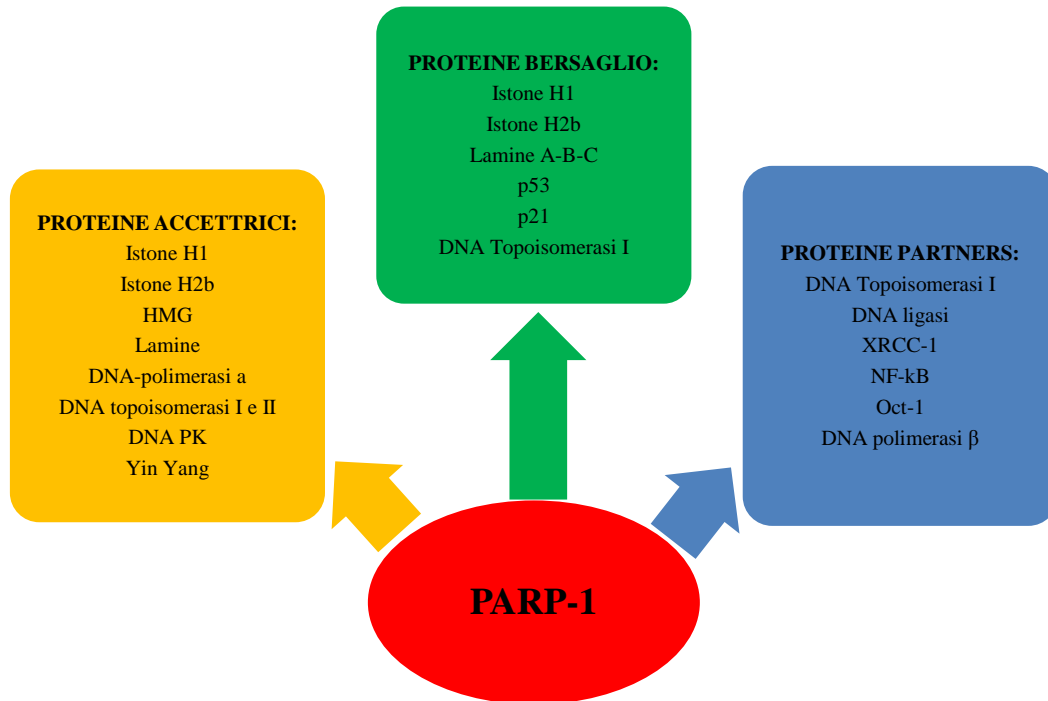 PROTEINE BERSAGLIO:
Istone H1
Istone H2b
Lamine A-B-C
p53
p21
DNA Topoisomerasi I
PROTEINE ACCETTRICI:
Istone H1
Istone H2b
HMG
Lamine
DNA-polimerasi a
DNA topoisomerasi I e II
DNA PK
Yin Yang
PROTEINE PARTNERS:
DNA Topoisomerasi I
DNA ligasi
XRCC-1
NF-kB
Oct-1
DNA polimerasi β
PARP-1